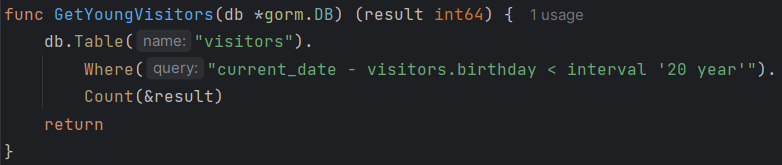 func GetYoungVisitors(db *gorm.DB) (result int64) { 1 usage
    db.Table( name: "visitors").
        Where( query: "current_date - visitors.birthday < interval '20 year'").
        Count(&result)
    return
}